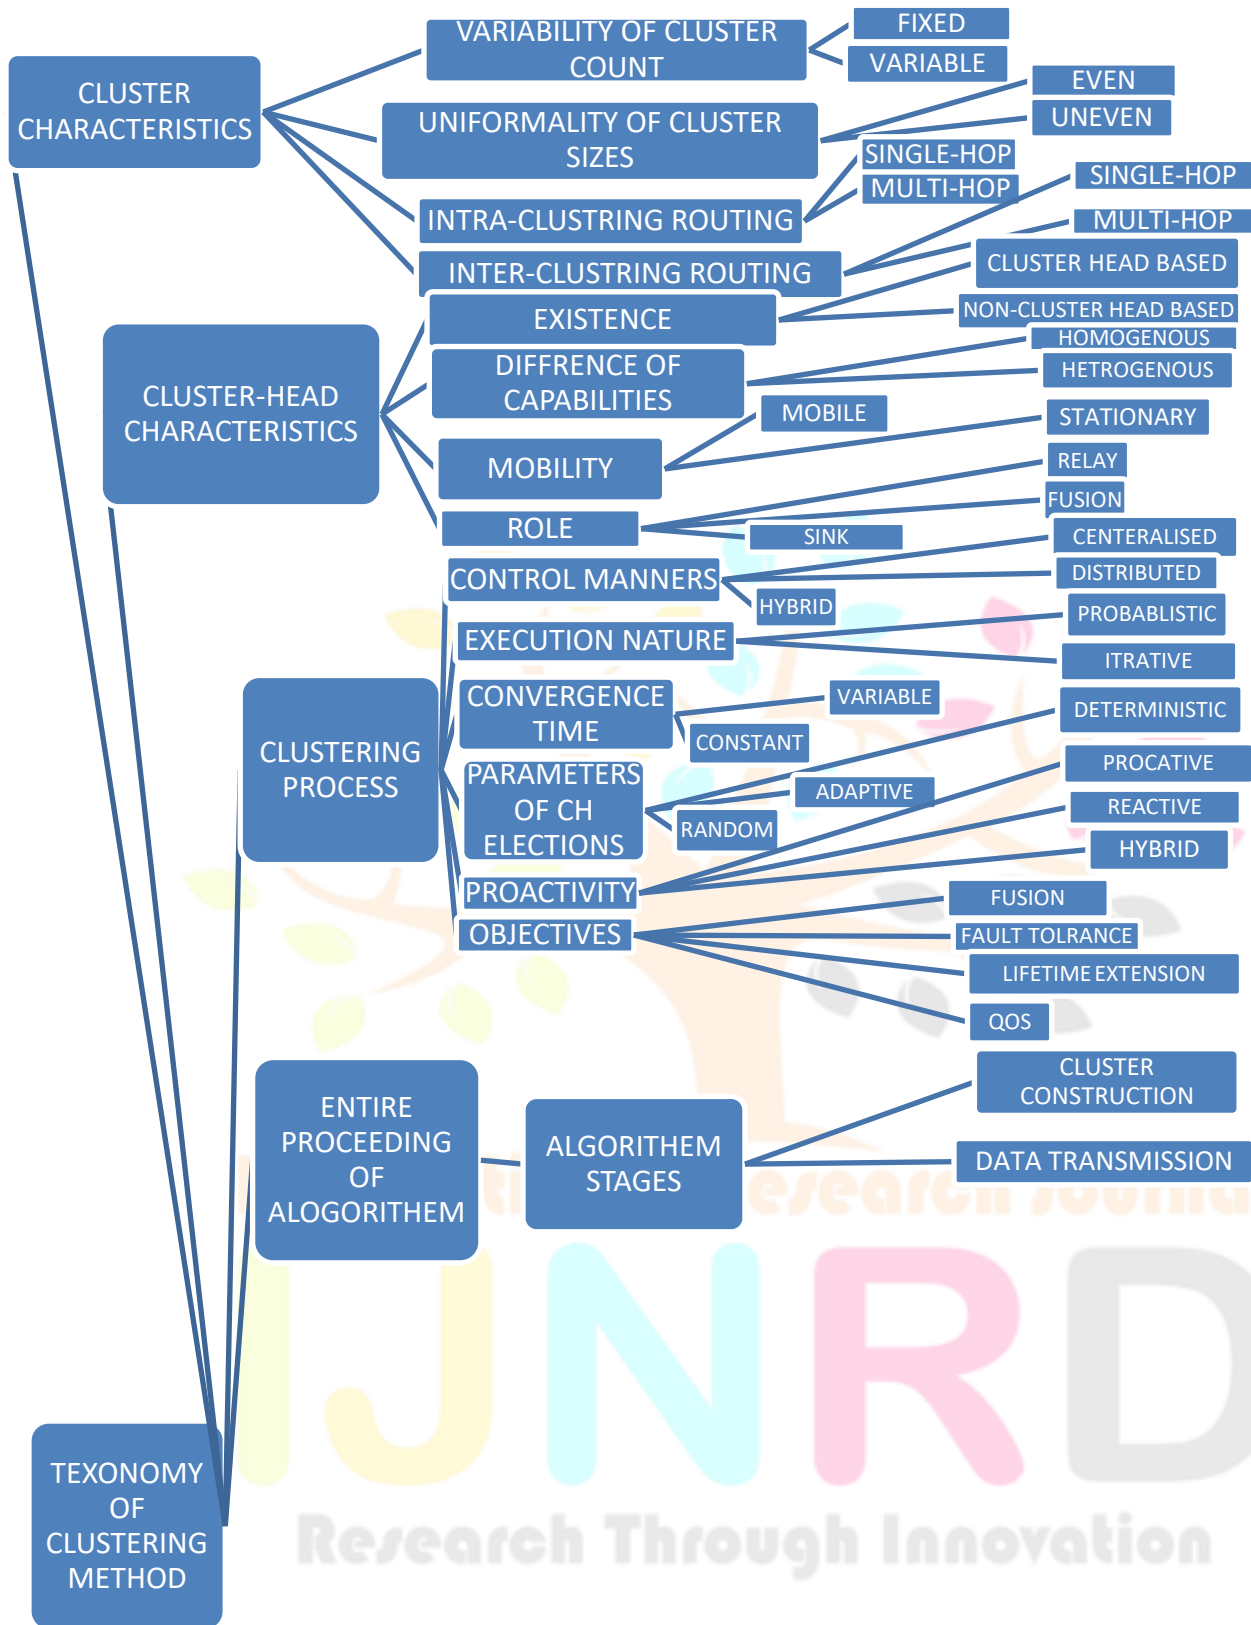 VARIABILITY OF CLUSTER
COUNT
FIXED
VARIABLE
CLUSTER
CHARACTERISTICS
UNIFORMALITY OF CLUSTER
SIZES
EVEN
UNEVEN
INTRA-CLUSTRING ROUTING
SINGLE-HOP
MULTI-HOP
INTER-CLUSTRING ROUTING
SINGLE-HOP
MULTI-HOP
CLUSTER-HEAD
CHARACTERISTICS
EXISTENCE
CLUSTER HEAD BASED
NON-CLUSTER HEAD BASED
DIFFRENCE OF
CAPABILITIES
HOMOGENOUS
HETROGENOUS
MOBILITY
MOBILE
STATIONARY
ROLE
RELAY
FUSION
SINK
CLUSTERING
PROCESS
CONTROL MANNERS
CENTERALISED
DISTRIBUTED
HYBRID
EXECUTION NATURE
PROBABLISTIC
ITRATIVE
CONVERGENCE
TIME
VARIABLE
CONSTANT
PARAMETERS
OF CH
ELECTIONS
DETERMINISTIC
ADAPTIVE
RANDOM
PROACTIVITY
PROCATIVE
REACTIVE
HYBRID
OBJECTIVES
FUSION
FAULT TOLRANCE
LIFETIME EXTENSION
QOS
ENTIRE
PROCEEDING
OF
ALOGORITHEM
ALGORITHEM
STAGES
CLUSTER
CONSTRUCTION
DATA TRANSMISSION
TEXONOMY
OF
CLUSTERING
METHOD
IJNRD
Research Through Innovation